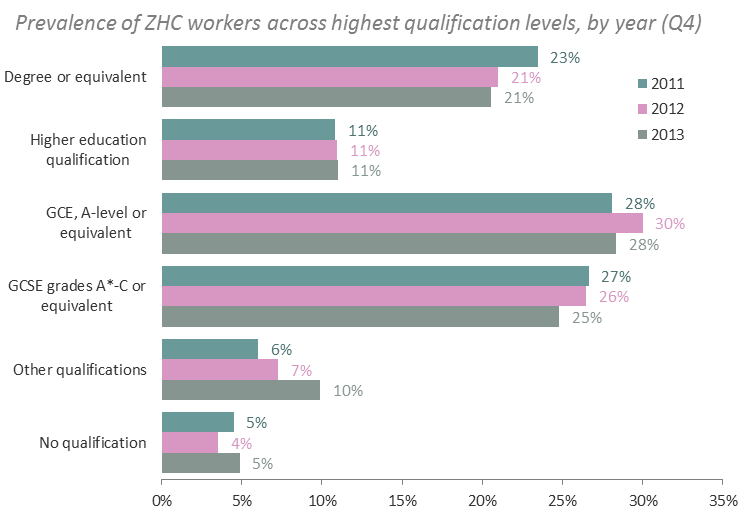 Prevalence of ZHC workers across highest qualification levels, by year (Q4)
Degree or equivalent
23%
21%
21%
2011
2012
2013
Higher education
qualification
11%
11%
11%
GCE, A-level or
equivalent
28%
30%
28%
GCSE grades A*-C or
equivalent
27%
26%
25%
Other qualifications
6%
7%
10%
No qualification
5%
4%
5%
0% 5% 10% 15% 20% 25% 30% 35%